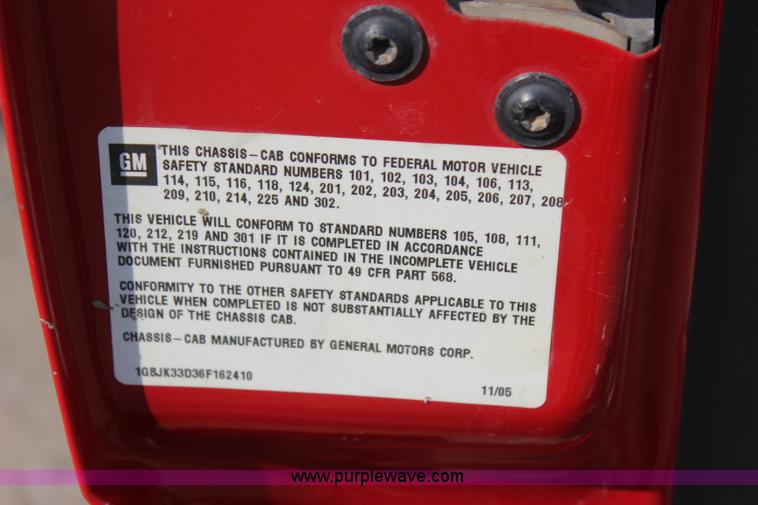 GM
THIS CHASSIS-CAB CONFORMS TO FEDERAL MOTOR VEHICLE
SAFETY STANDARD NUMBERS 101, 102, 103, 104, 106, 113,
114, 115, 116, 118, 124, 201, 202, 203, 204, 205, 206, 207, 208
209, 210, 214, 225 AND 302.
THIS VEHICLE WILL CONFORM TO STANDARD NUMBERS 105, 108, 111,
120, 212, 219 AND 301 IF IT IS COMPLETED IN ACCORDANCE
WITH THE INSTRUCTIONS CONTAINED IN THE INCOMPLETE VEHICLE
DOCUMENT FURNISHED PURSUANT TO 49 CFR PART 568.
CONFORMITY TO THE OTHER SAFETY STANDARDS APPLICABLE TO THIS
VEHICLE WHEN COMPLETED IS NOT SUBSTANTIALLY AFFECTED BY THE
DESIGN OF THE CHASSIS CAB.
CHASSIS-CAB MANUFACTURED BY GENERAL MOTORS CORP.
1GBJK33D36F162410
11/05
www.purplewave.com